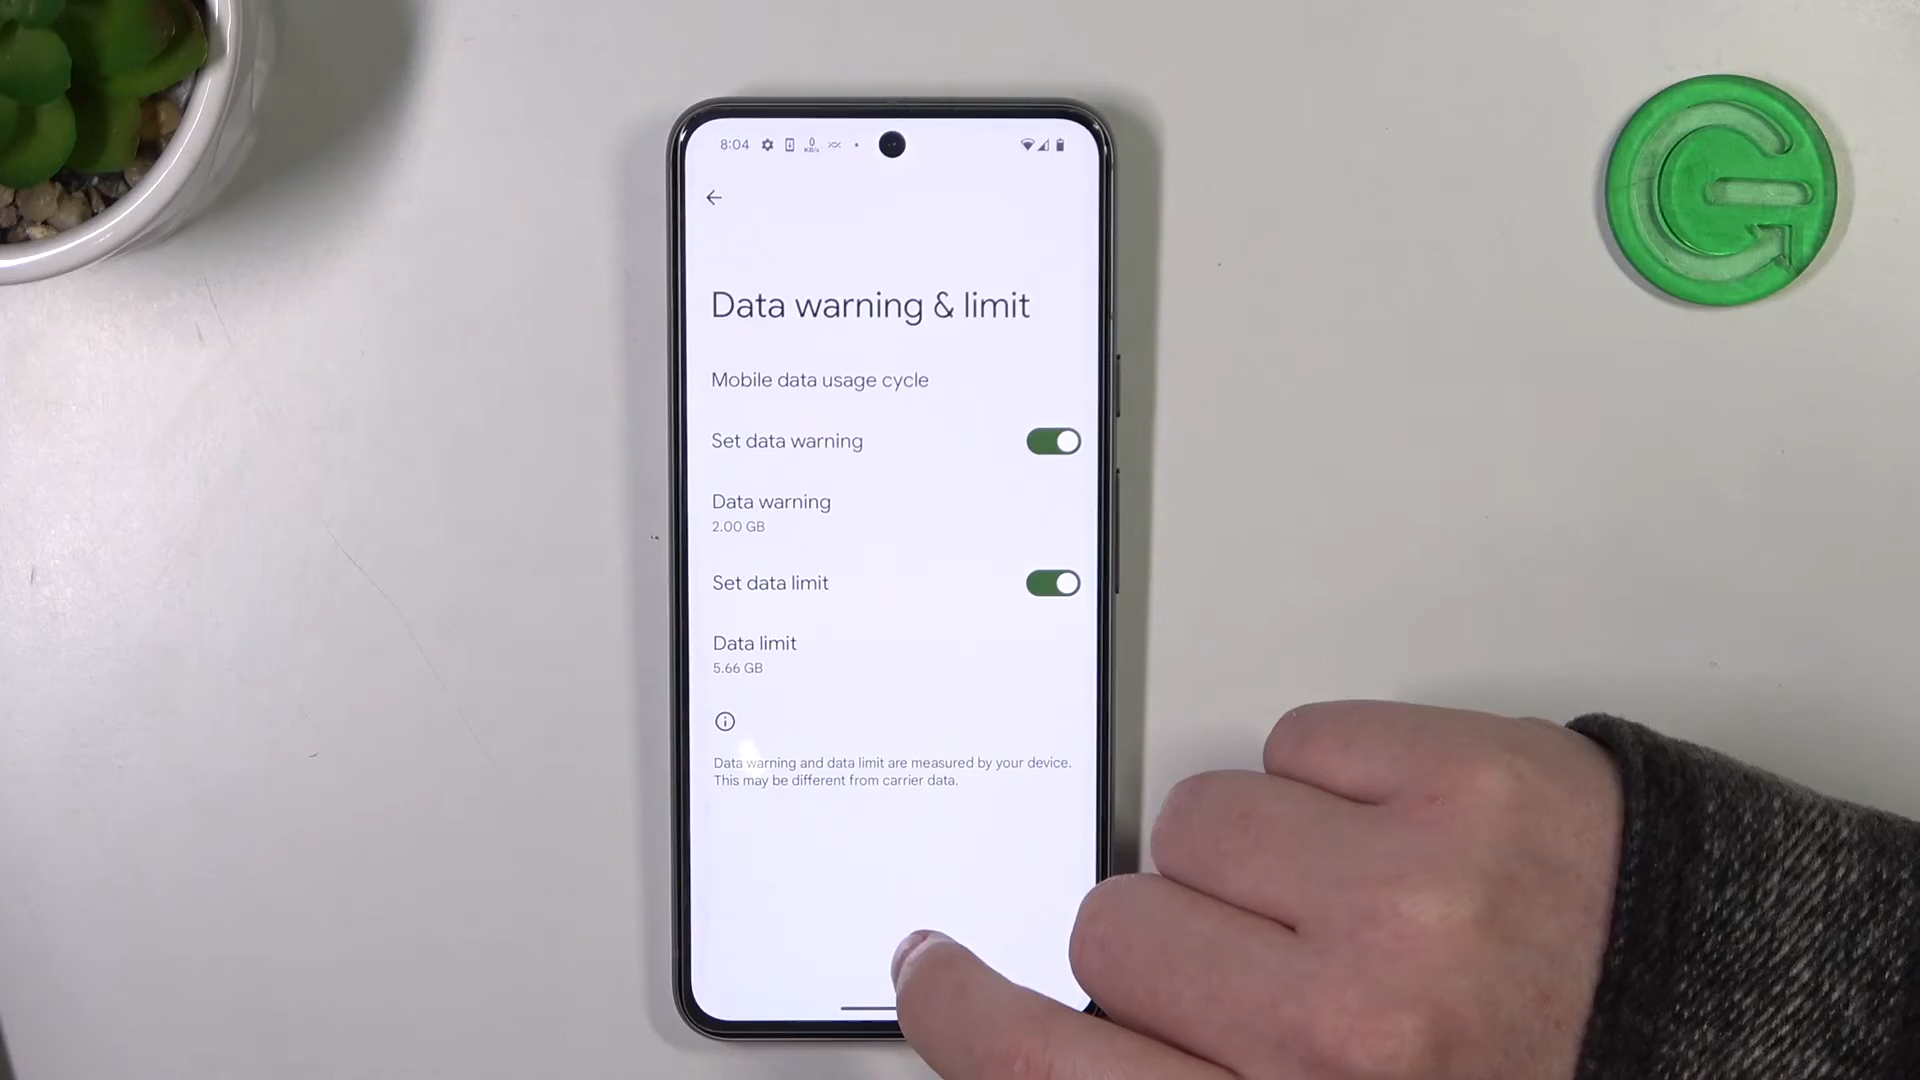 8:04
0
KB/s
Data warning & limit
Mobile data usage cycle
Set data warning
Data warning
2.00 GB
Set data limit
Data limit
5.66 GB
Data warning and data limit are measured by your device.
This may be different from carrier data.